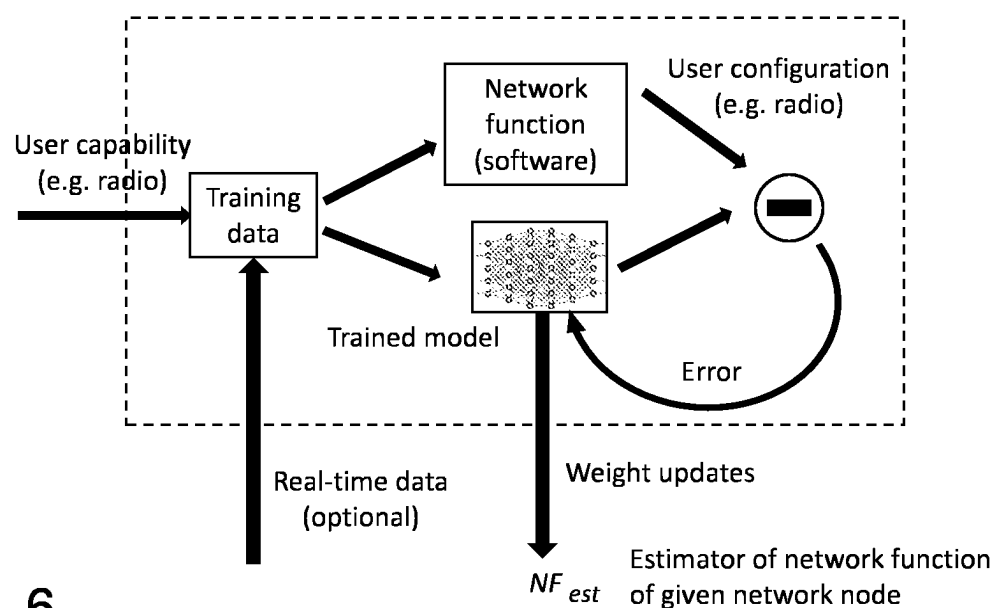 User capability
(e.g. radio)
Training
data
Network
function
(software)
User configuration
(e.g. radio)
Trained model
Error
Real-time data
(optional)
Weight updates
NF est
Estimator of network function
of given network node
6